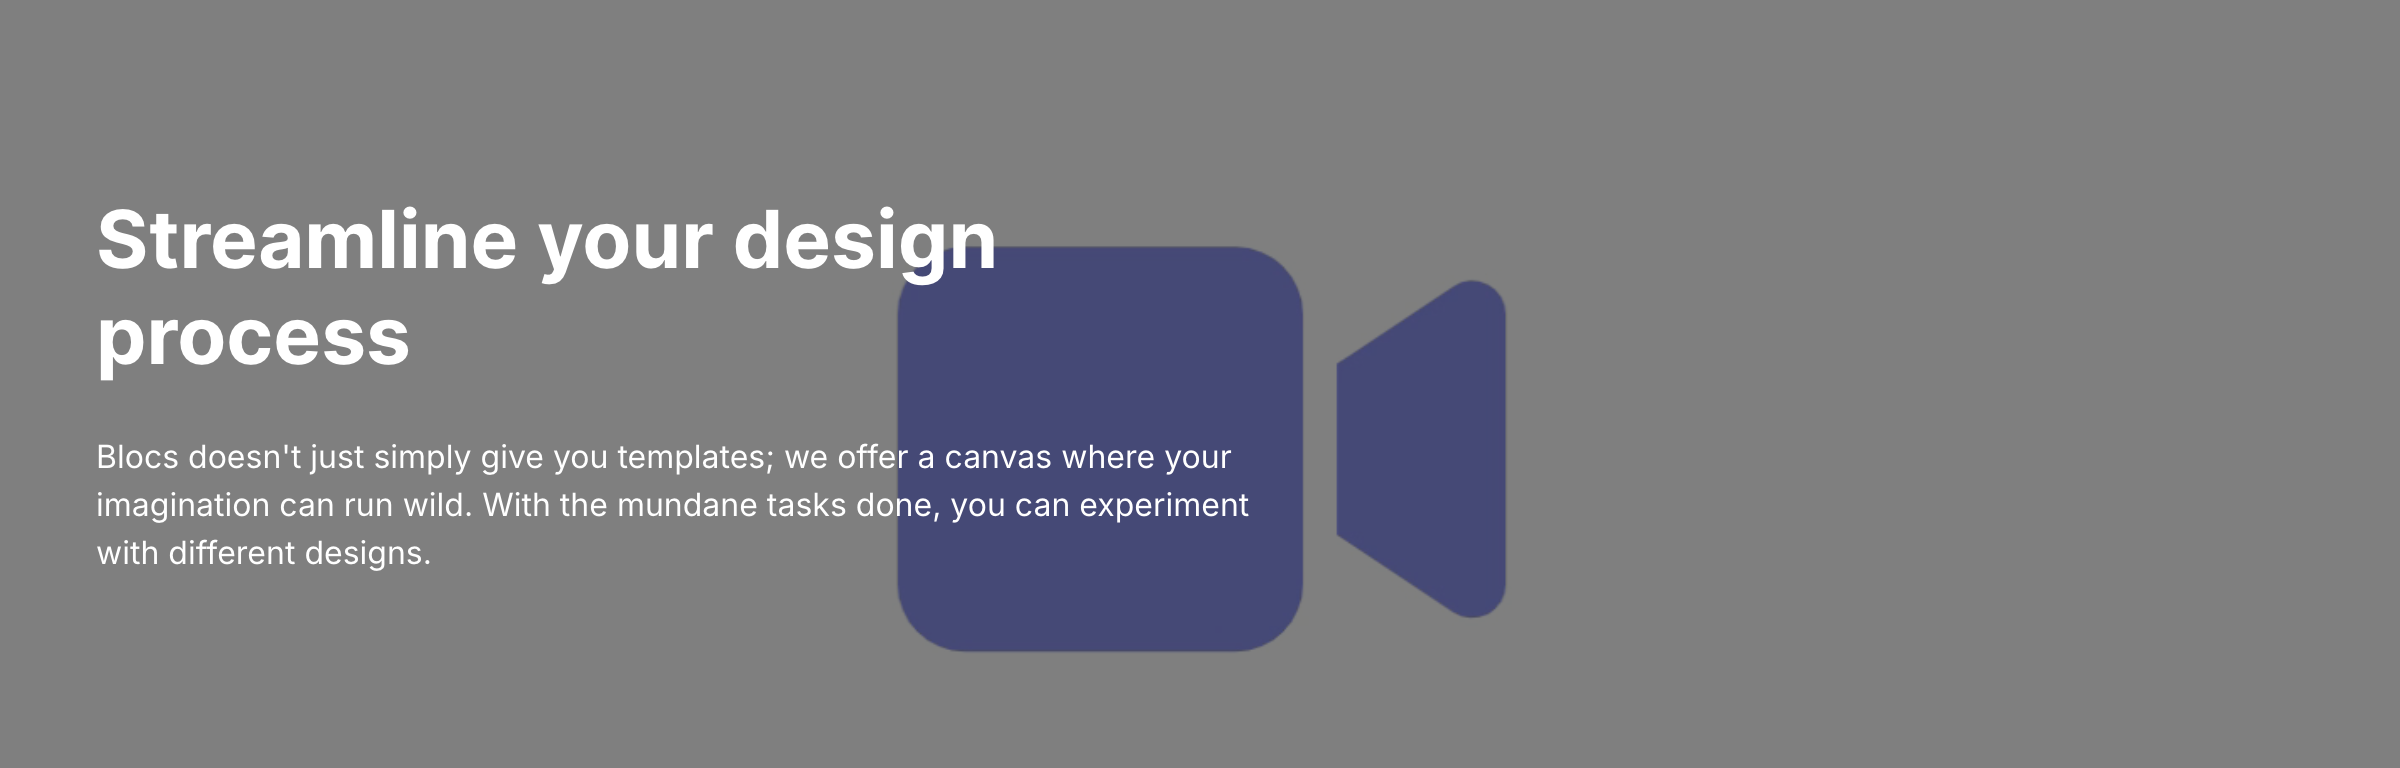 Streamline your design
process
Blocs doesn't just simply give you templates; we offer a canvas where your
imagination can run wild. With the mundane tasks done, you can experiment
with different designs.